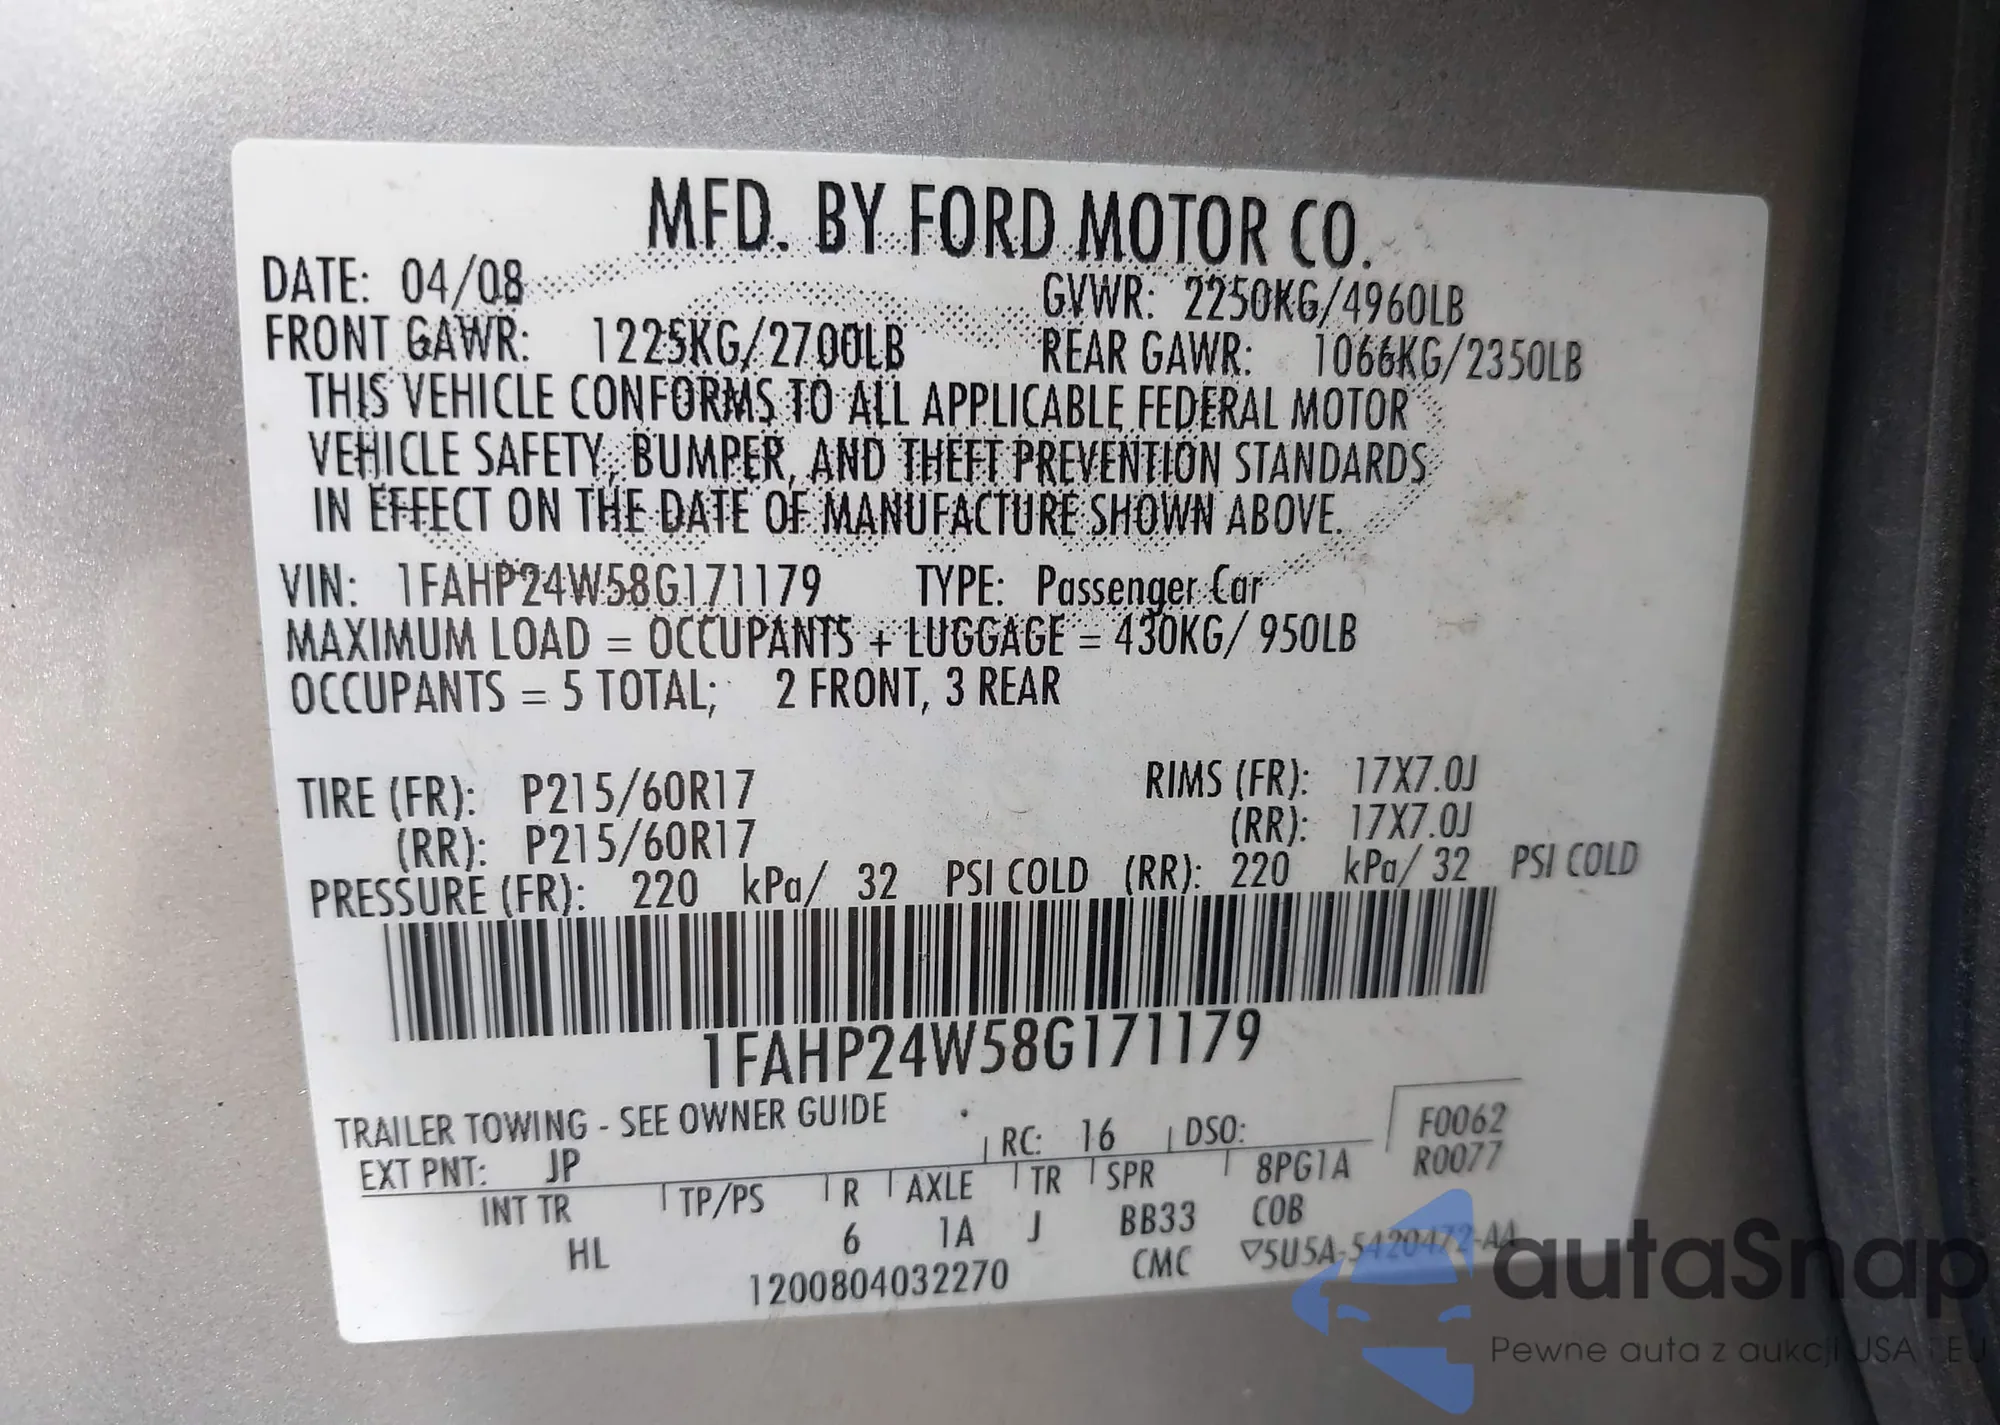 MFD. BY FORD MOTOR CO.
DATE: 04/08 GVWR: 2250KG/4960LB
FRONT GAWR: 1225KG/2700LB REAR GAWR: 1066KG/2350LB
THIS VEHICLE CONFORMS TO ALL APPLICABLE FEDERAL MOTOR
VEHICLE SAFETY, BUMPER, AND THEFT PREVENTION STANDARDS
IN EFFECT ON THE DATE OF MANUFACTURE SHOWN ABOVE.
VIN: 1FAHP24W58G171179 TYPE: Passenger Car
MAXIMUM LOAD = OCCUPANTS + LUGGAGE = 430KG/ 950LB
OCCUPANTS = 5 TOTAL; 2 FRONT, 3 REAR
TIRE (FR): P215/60R17 RIMS (FR): 17X7.0J
(RR): P215/60R17 (RR): 17X7.0J
PRESSURE (FR): 220 kPa/ 32 PSI COLD (RR): 220 kPa/ 32 PSI COLD
1FAHP24W58G171179
TRAILER TOWING - SEE OWNER GUIDE
EXT PNT: JP RC: 16 DSO: F0062
R0077
INT TR TP/PS R AXLE TR SPR 8PG1A
HL 6 1A J BB33 COB
1200804032270 CMC ▽5U5A-5420472-AA
autaSnap
Pewne auta z aukcji USA i EU